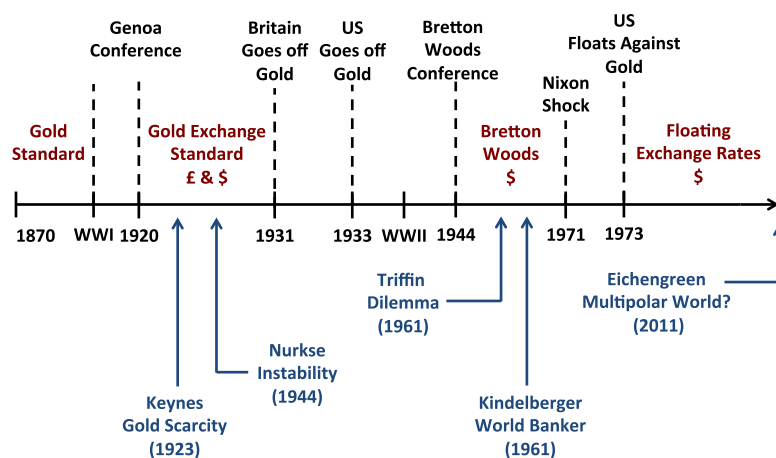 Genoa
Conference
Britain
Goes off
Gold
US
Goes off
Gold
Bretton
Woods
Conference
Nixon
Shock
US
Floats Against
Gold
Gold
Standard
Gold Exchange
Standard
£ & $
Bretton
Woods
$
Floating
Exchange Rates
$
1870
WWI
1920
1931
1933
WWII
1944
1971
1973
Keynes
Gold Scarcity
(1923)
Nurkse
Instability
(1944)
Triffin
Dilemma
(1961)
Kindelberger
World Banker
(1961)
Eichengreen
Multipolar World?
(2011)